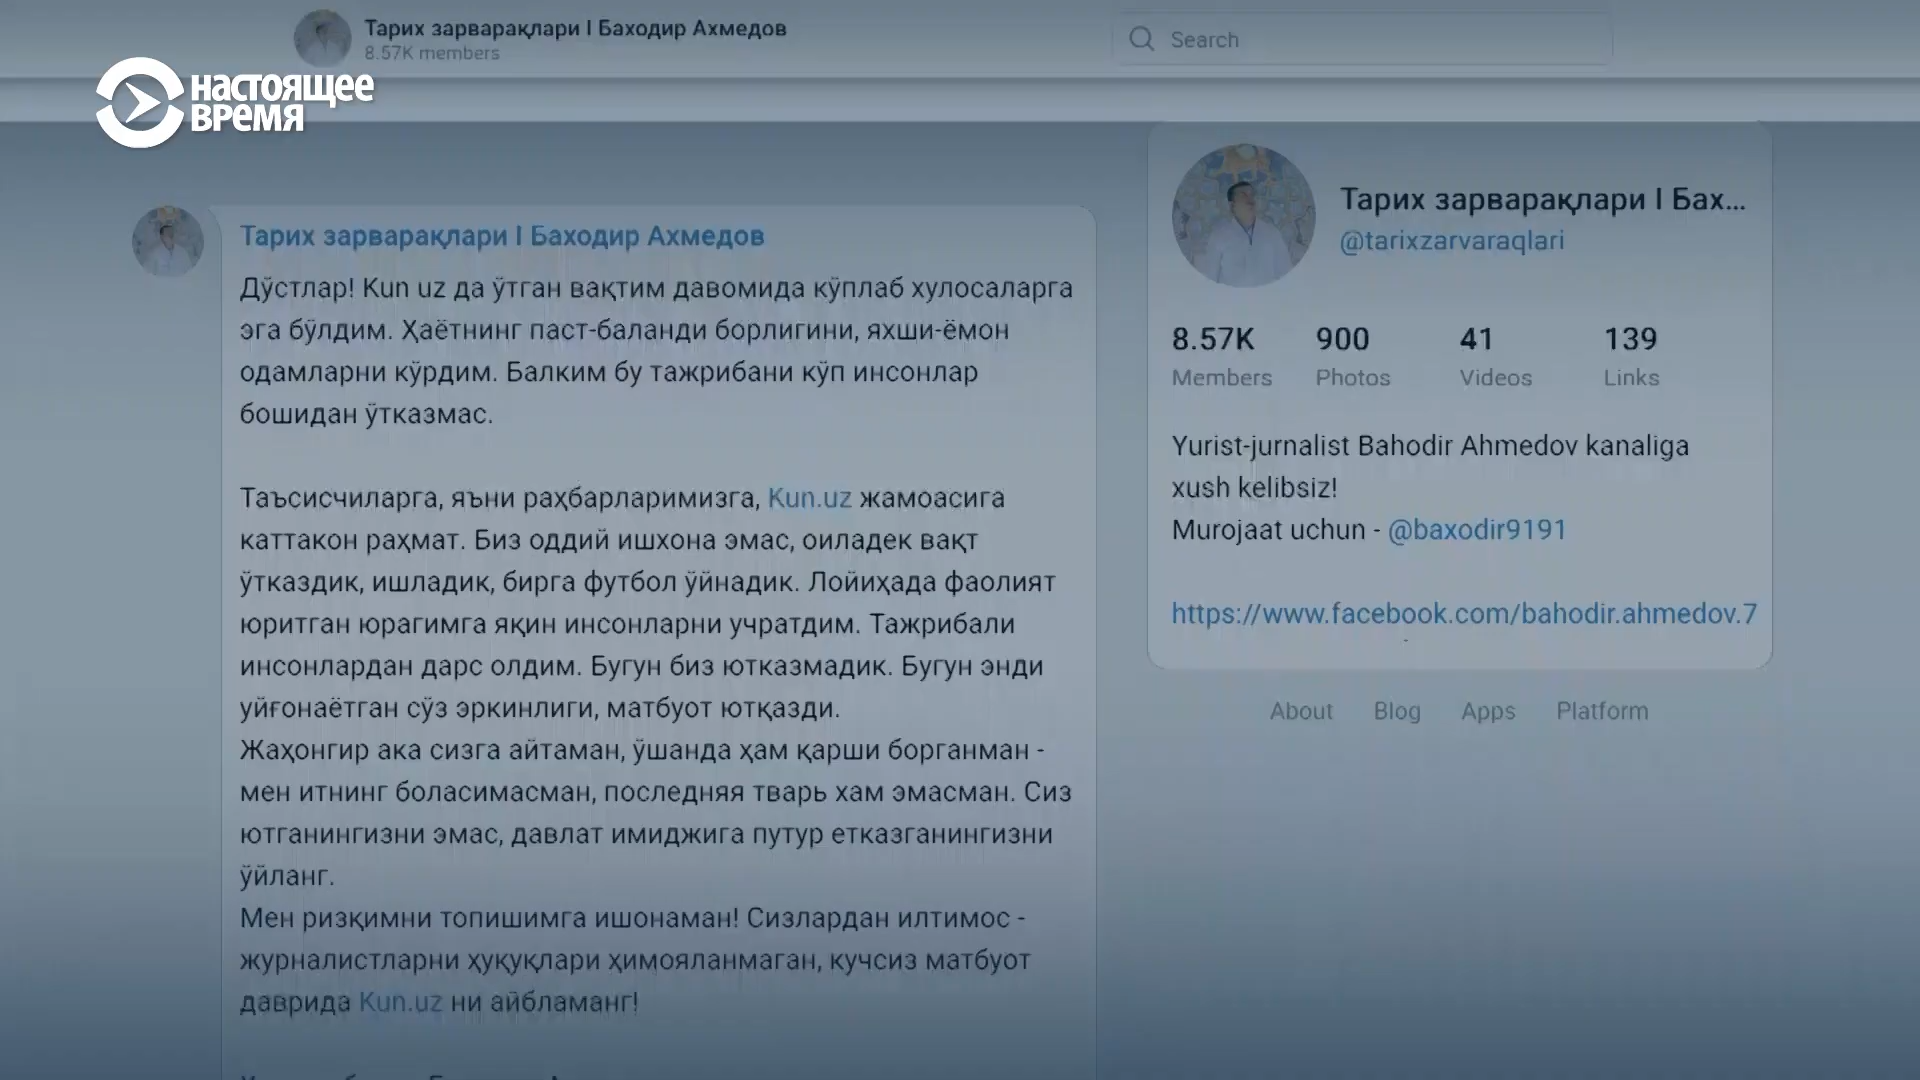 Тарих зарварақлари I Баходир Ахмедов
8.57K members
Search
НАСТОЯЩЕЕ
ВРЕМЯ
Тарих зарварақлари I Баходир Ахмедов
Дўстлар! Kun uz да ўтган вақтим давомида кўплаб хулосаларга
эга бўлдим. Ҳаётнинг паст-баланди борлигини, яхши-ёмон
одамларни кўрдим. Балким бу тажрибани кўп инсонлар
бошидан ўтказмас.
Таъсисчиларга, яъни раҳбарларимизга, Kun.uz жамоасига
каттакон раҳмат. Биз оддий ишхона эмас, оиладек вақт
ўтказдик, ишладик, бирга футбол ўйнадик. Лойиҳада фаолият
юритган юрагимга яқин инсонларни учратдим. Тажрибали
инсонлардан дарс олдим. Бугун биз ютказмадик. Бугун энди
уйғонаётган сўз эркинлиги, матбуот ютқазди.
Жаҳонгир ака сизга айтаман, ўшанда ҳам қарши борганман -
мен итнинг боласимасман, последняя тварь хам эмасман. Сиз
ютганингизни эмас, давлат имиджига путур етказганингизни
ўйланг.
Мен ризқимни топишимга ишонаман! Сизлардан илтимос -
журналистларни ҳуқуқлари ҳимояланмаган, кучсиз матбуот
даврида Kun.uz ни айбламанг!
Тарих зарварақлари I Бах...
@tarixzarvaraqlari
8.57K 900 41 139
Members Photos Videos Links
Yurist-jurnalist Bahodir Ahmedov kanaliga
xush kelibsiz!
Murojaat uchun - @baxodir9191
https://www.facebook.com/bahodir.ahmedov.7
About Blog Apps Platform